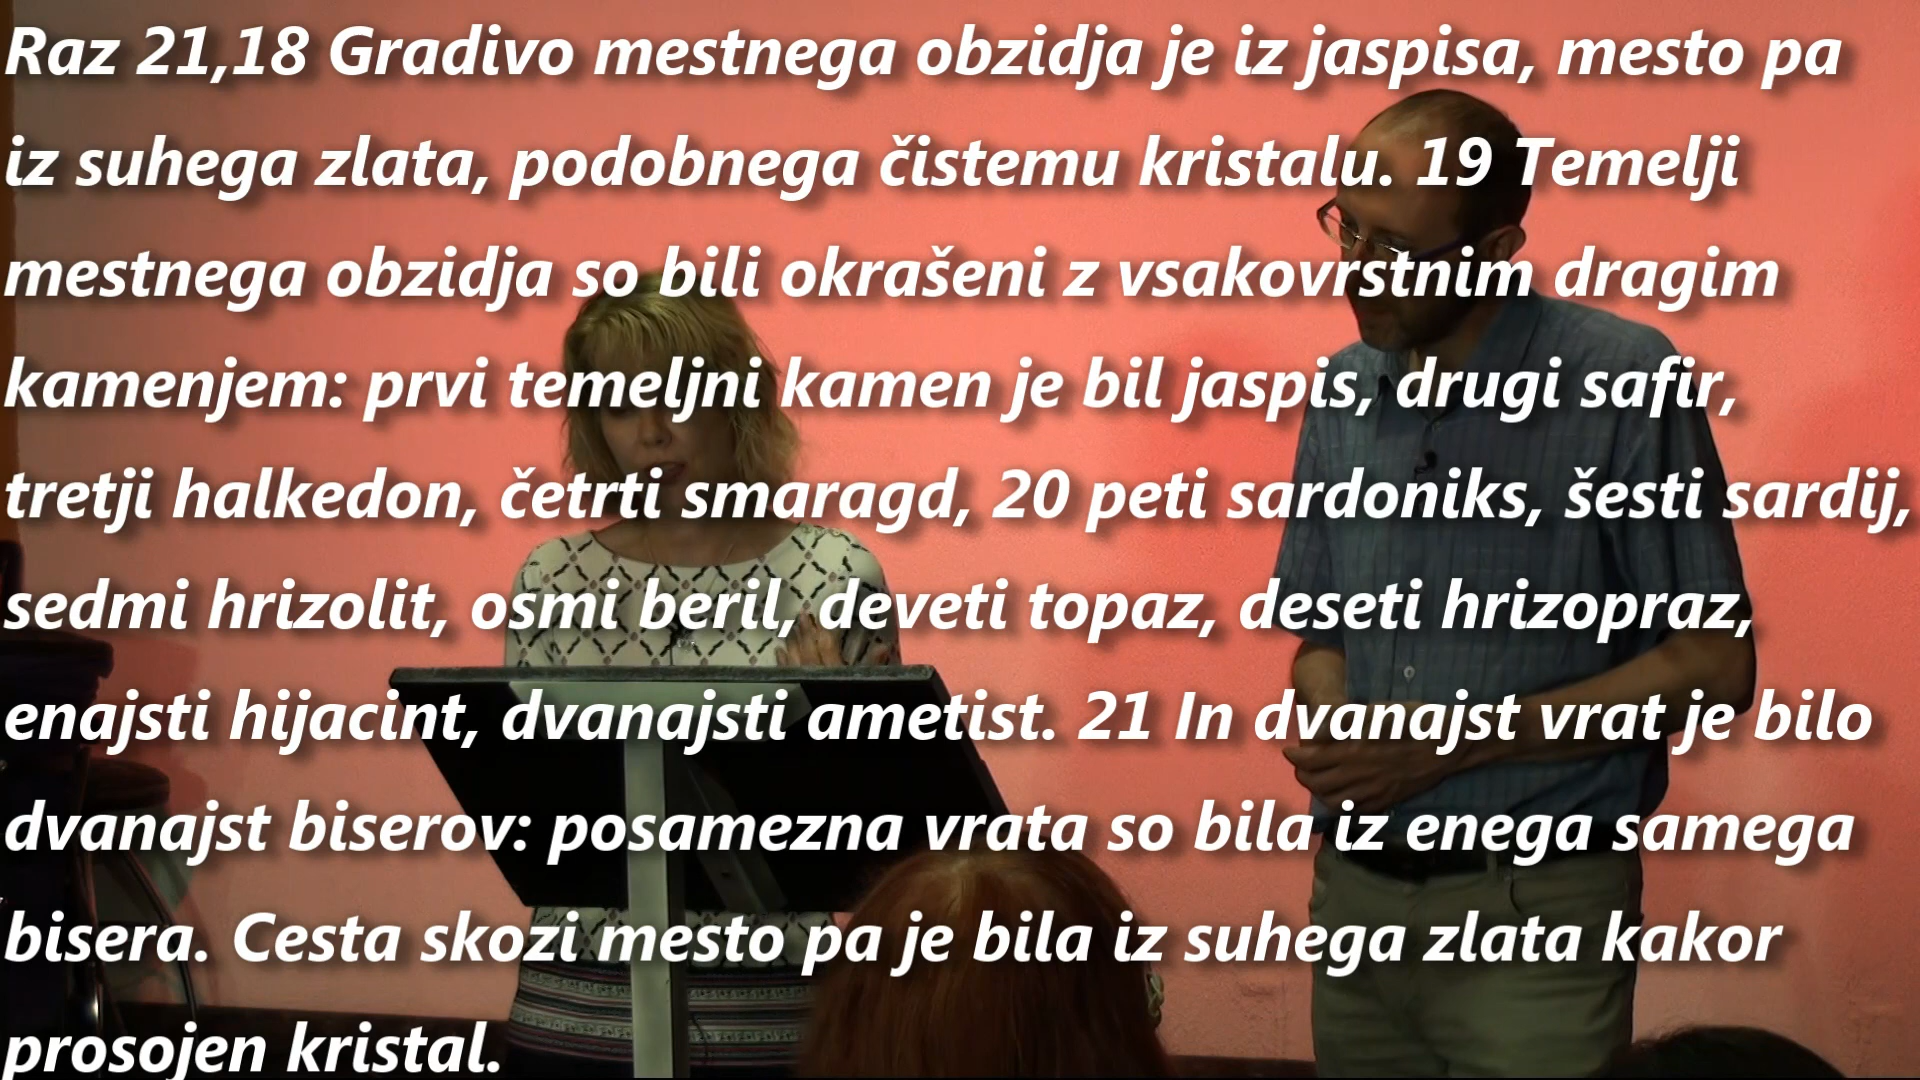 Raz 21,18 Gradivo mestnega obzidja je iz jaspisa, mesto pa
iz suhega zlata, podobnega čistemu kristalu. 19 Temelji
mestnega obzidja so bili okrašeni z vsakovrstnim dragim
kamenjem: prvi temeljni kamen je bil jaspis, drugi safir,
tretji halkedon, četrti smaragd, 20 peti sardoniks, šesti sardij,
sedmi hrizolit, osmi beril, deveti topaz, deseti hrizopraz,
enajsti hijacint, dvanajsti ametist. 21 In dvanajst vrat je bilo
dvanajst biserov: posamezna vrata so bila iz enega samega
bisera. Cesta skozi mesto pa je bila iz suhega zlata kakor
prosojen kristal.